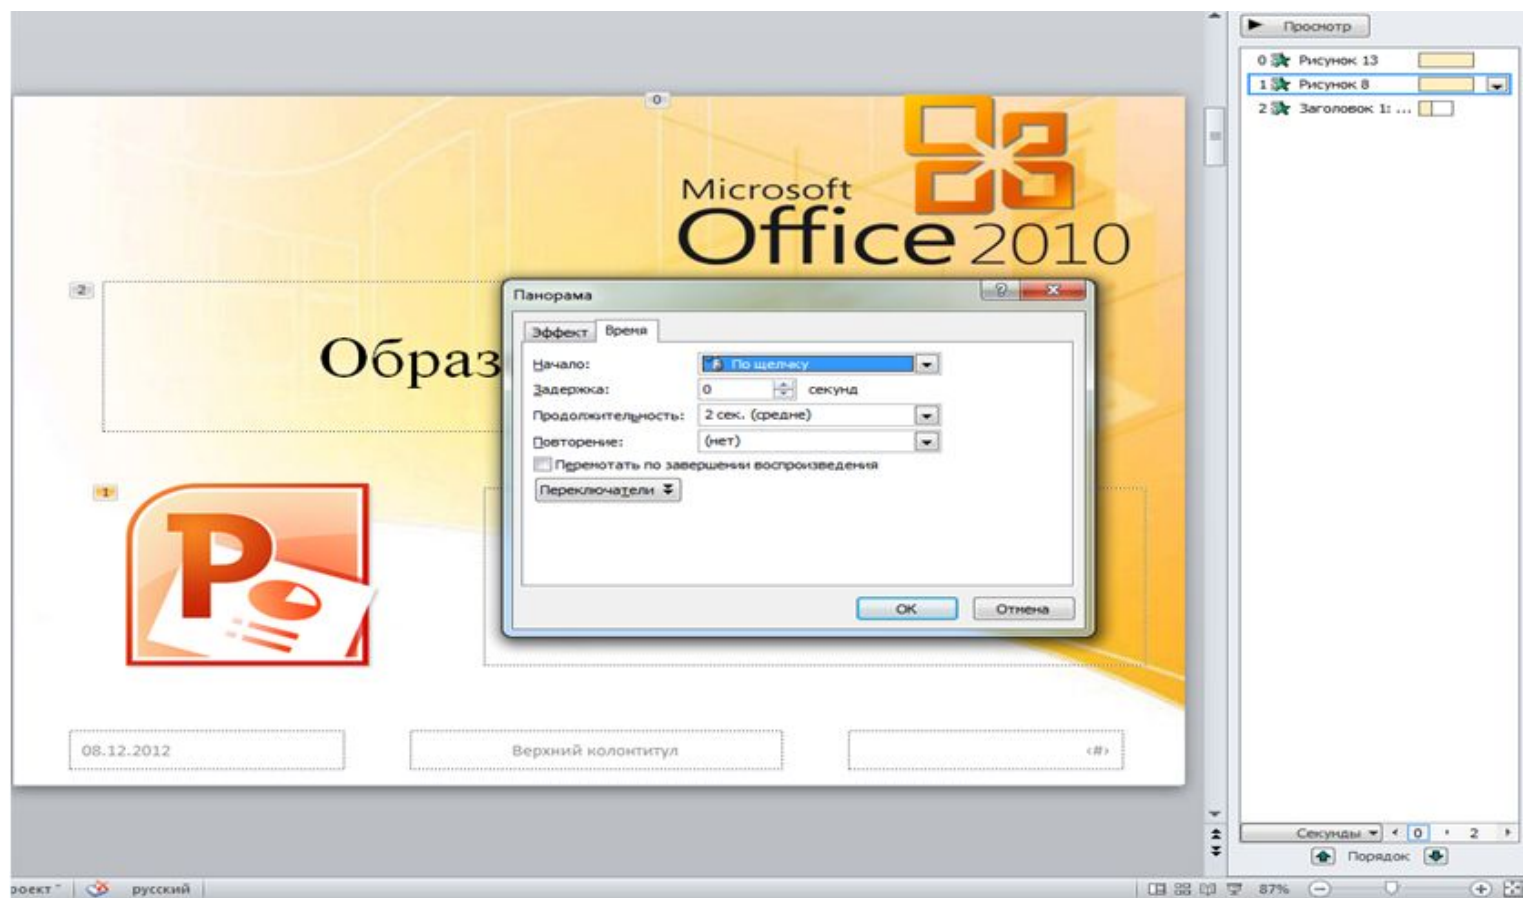 Просмотр
0 Рисунок 13
1 Рисунок 8
2 Заголовок 1: ...
0
Microsoft
Office 2010
2
Образ
Панорама
Эффект Время
Начало: По щелчку
Задержка: 0 секунд
Продолжительность: 2 сек. (средне)
Повторение: (нет)
Перемотать по завершении воспроизведения
Переключатели
ОК Отмена
1
P
08.12.2012 Верхний колонтитул ‹#›
Секунды 0 2
Порядок
роект" русский 87%